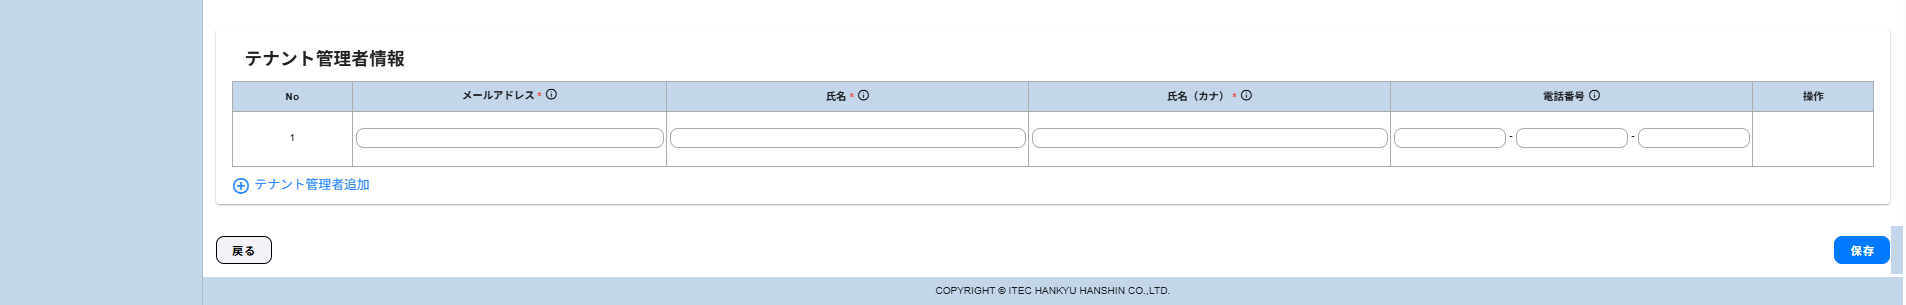 テナント管理者情報
No メールアドレス * 氏名 * 氏名（カナ） * 電話番号 操作
1 - -
テナント管理者追加
戻る 保存
COPYRIGHT © ITEC HANKYU HANSHIN CO.,LTD.